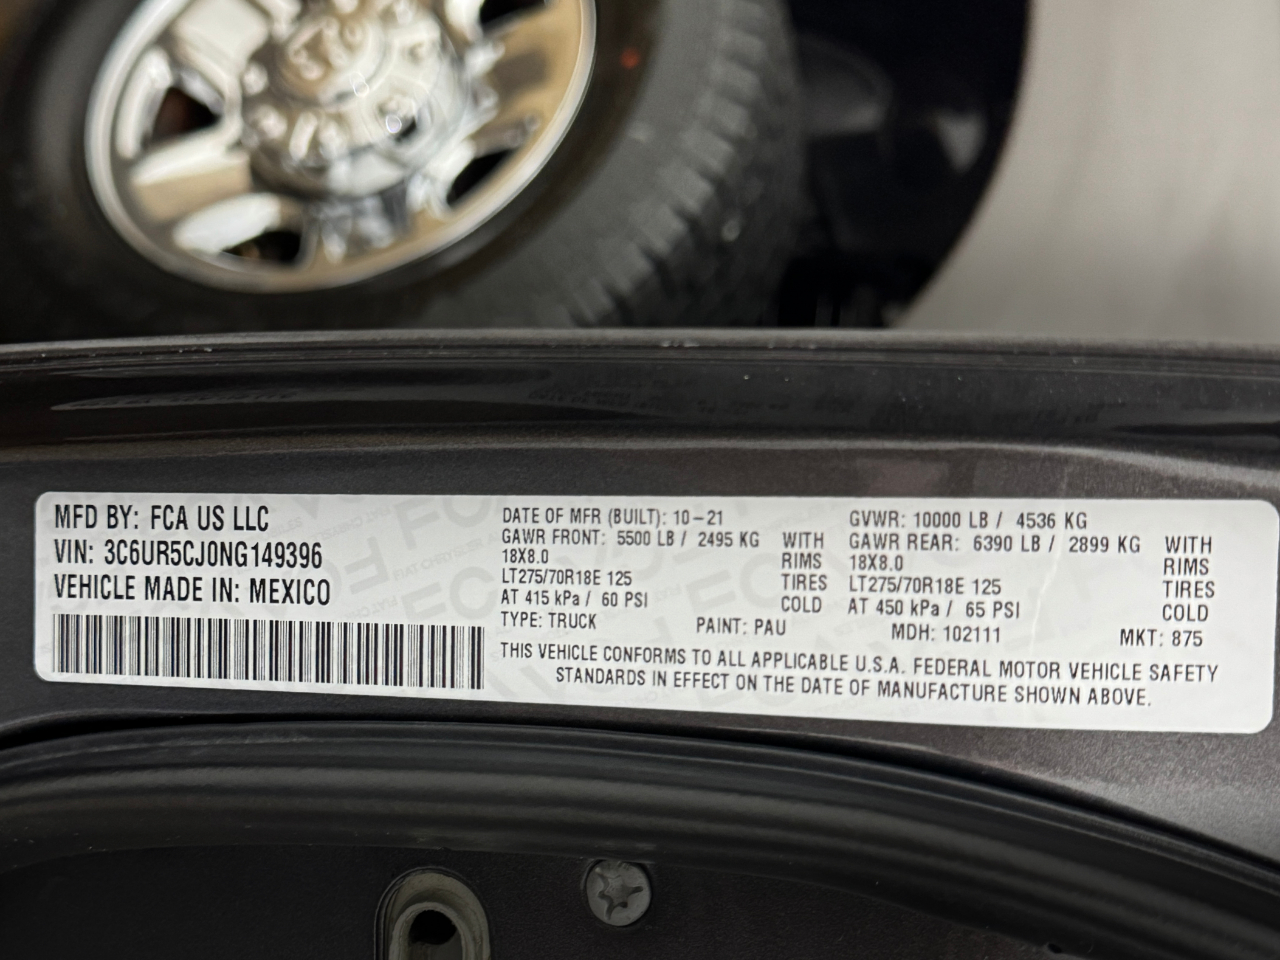 MFD BY: FCA US LLC
VIN: 3C6UR5CJ0NG149396
VEHICLE MADE IN: MEXICO
DATE OF MFR (BUILT): 10-21
GAWR FRONT: 5500 LB / 2495 KG WITH
18X8.0 RIMS
LT275/70R18E 125 TIRES
AT 415 kPa / 60 PSI COLD
GVWR: 10000 LB / 4536 KG
GAWR REAR: 6390 LB / 2899 KG WITH
18X8.0 RIMS
LT275/70R18E 125 TIRES
AT 450 kPa / 65 PSI COLD
TYPE: TRUCK PAINT: PAU MDH: 102111 MKT: 875
THIS VEHICLE CONFORMS TO ALL APPLICABLE U.S.A. FEDERAL MOTOR VEHICLE SAFETY
STANDARDS IN EFFECT ON THE DATE OF MANUFACTURE SHOWN ABOVE.